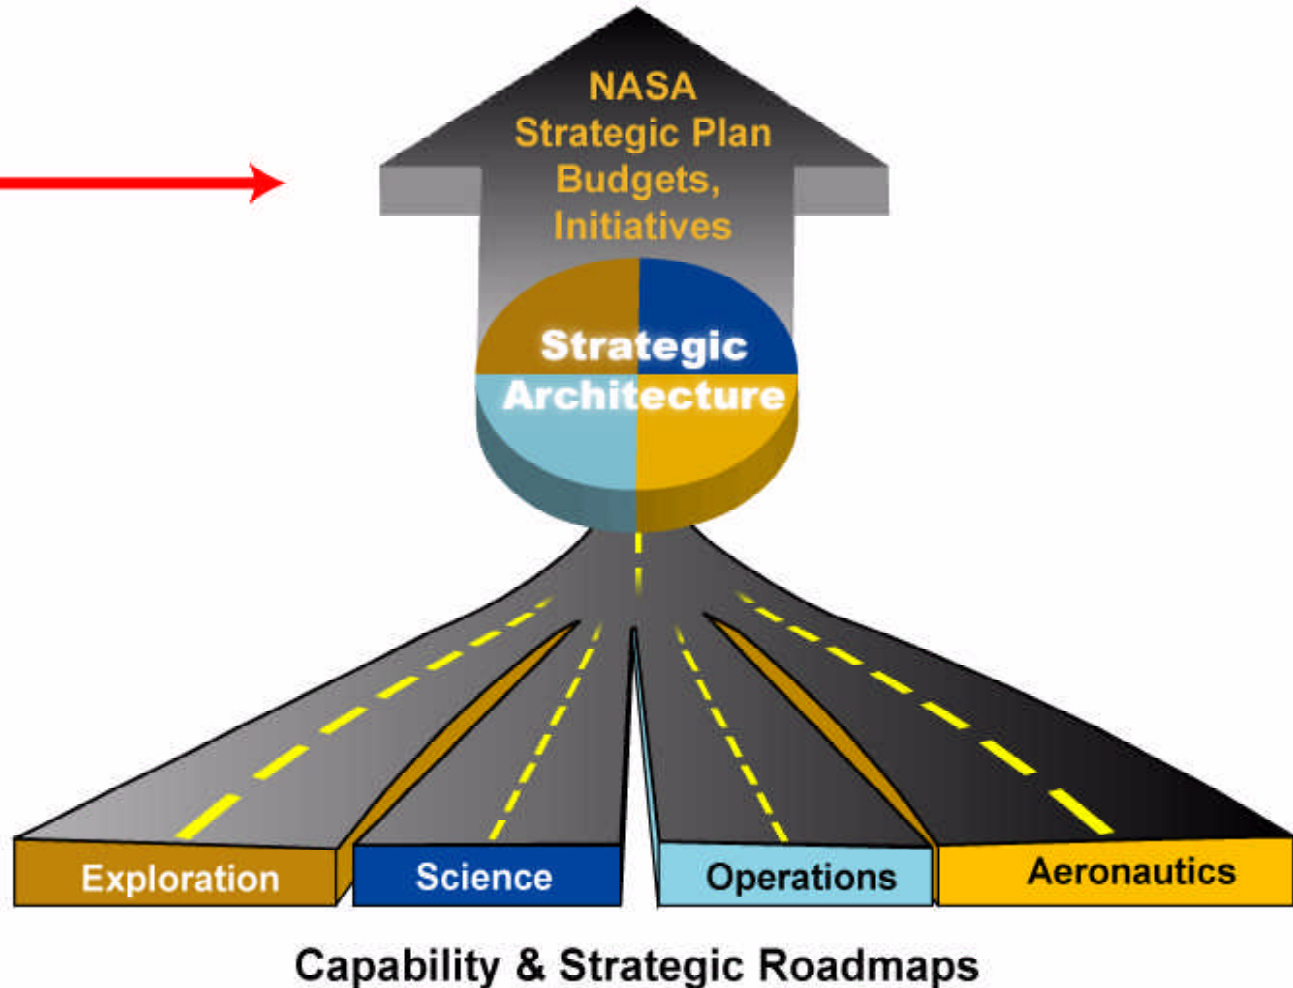 NASA
Strategic Plan
Budgets,
Initiatives
Strategic
Architecture
Exploration
Science
Operations
Aeronautics
Capability & Strategic Roadmaps